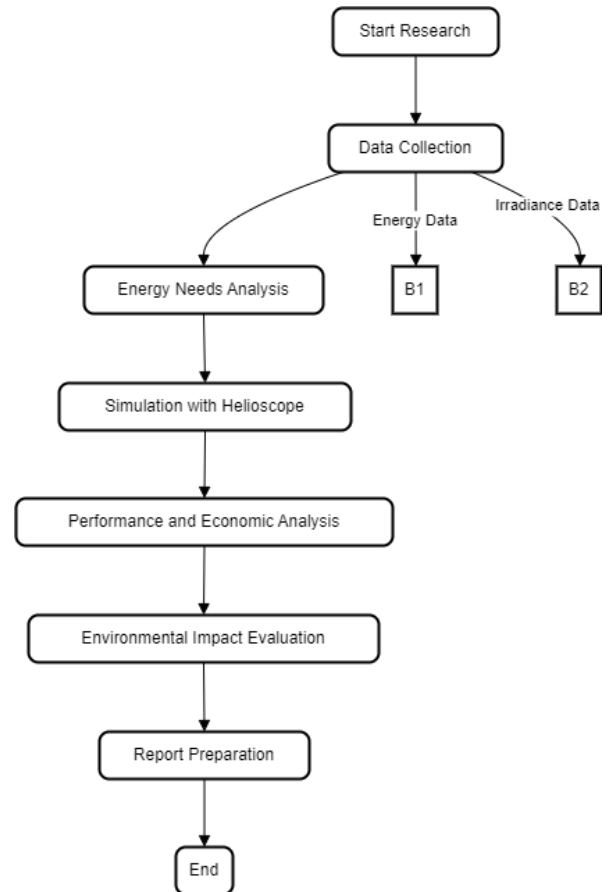 Start Research
Data Collection
Energy Data
Irradiance Data
Energy Needs Analysis
B1
B2
Simulation with Helioscope
Performance and Economic Analysis
Environmental Impact Evaluation
Report Preparation
End